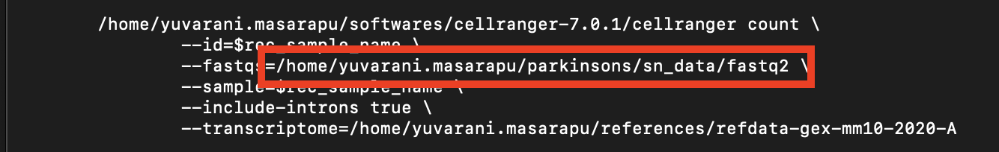 /home/yuvarani.masarapu/softwares/cellranger-7.0.1/cellranger count \
--id=$rec_sample_name \
--fastqs=/home/yuvarani.masarapu/parkinsons/sn_data/fastq2 \
--sample=$rec_sample_name \
--include-introns true \
--transcriptome=/home/yuvarani.masarapu/references/refdata-gex-mm10-2020-A